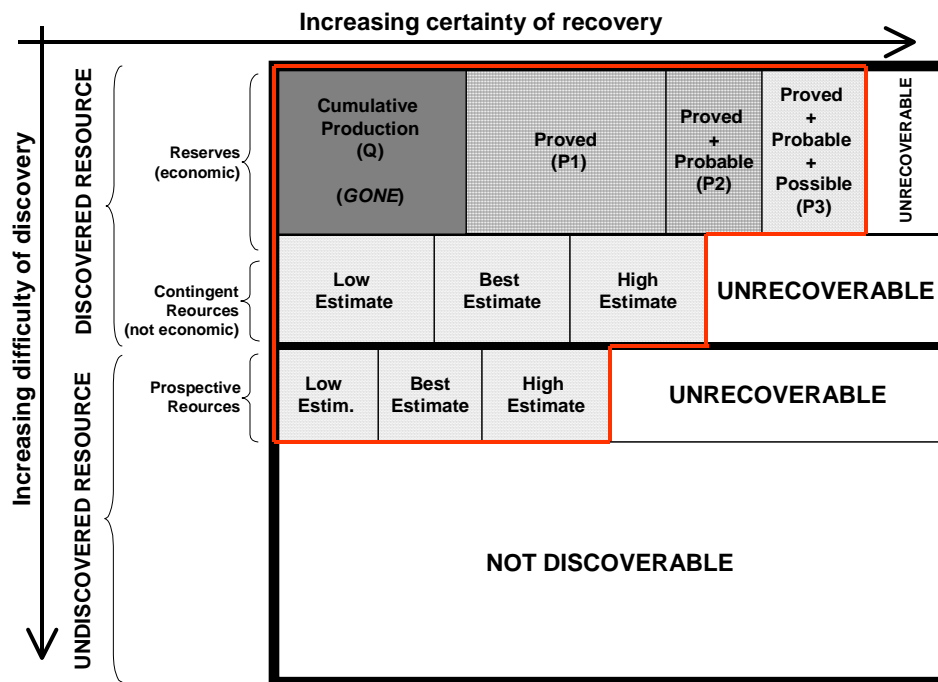 Increasing certainty of recovery
Increasing difficulty of discovery
DISCOVERED RESOURCE
UNDISCOVERED RESOURCE
Reserves
(economic)
Cumulative
Production
(Q)
(GONE)
Proved
(P1)
Proved
+
Probable
(P2)
Proved
+
Probable
+
Possible
(P3)
UNRECOVERABLE
Contingent
Reources
(not economic)
Low
Estimate
Best
Estimate
High
Estimate
UNRECOVERABLE
Prospective
Reources
Low
Estim.
Best
Estimate
High
Estimate
UNRECOVERABLE
NOT DISCOVERABLE